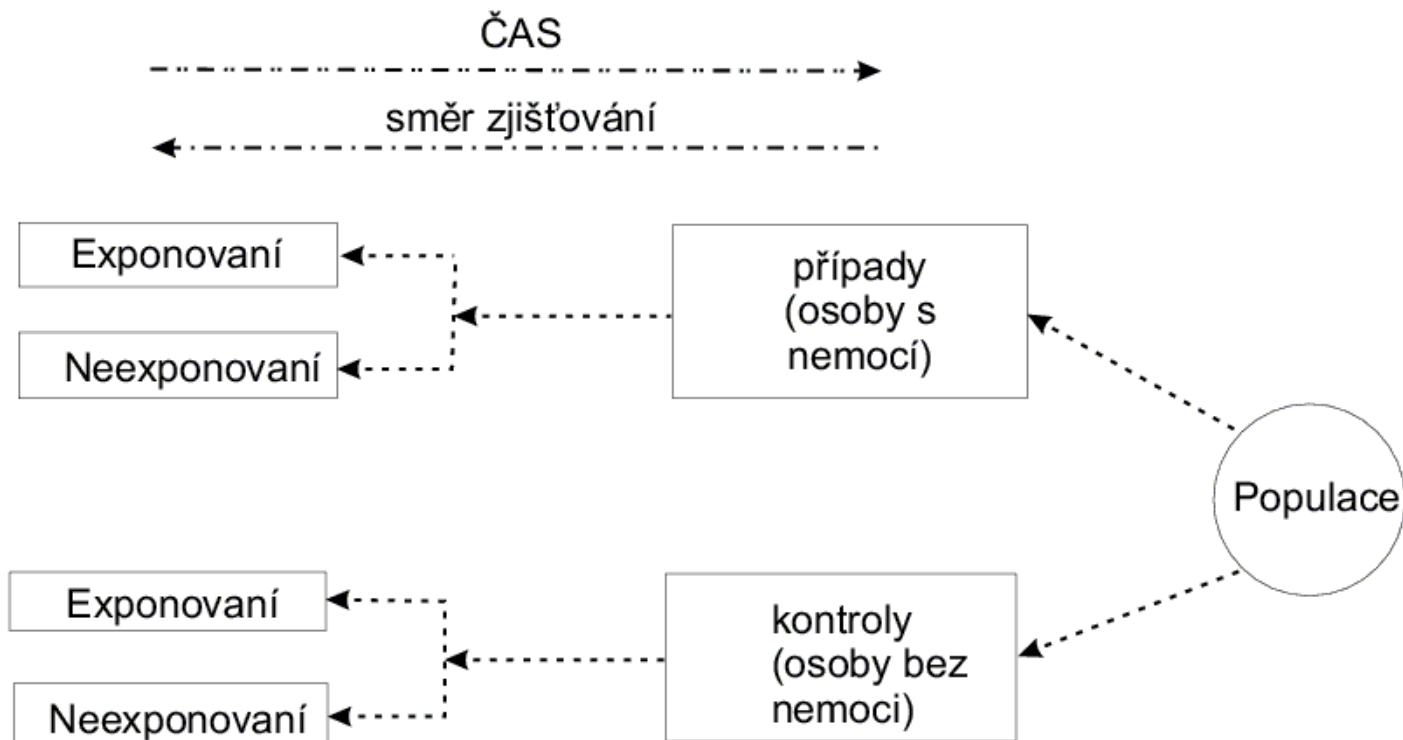 ČAS
směr zjišťování
Exponovaní
Neexponovaní
případy
(osoby s
nemocí)
Populace
Exponovaní
Neexponovaní
kontroly
(osoby bez
nemoci)